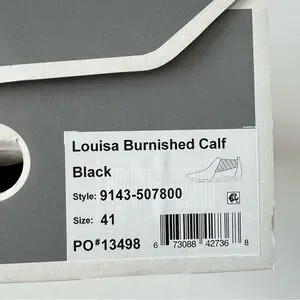 Louisa Burnished Calf
Black
Style: 9143-507800
Size: 41
PO#13498
6 73088 42736 8